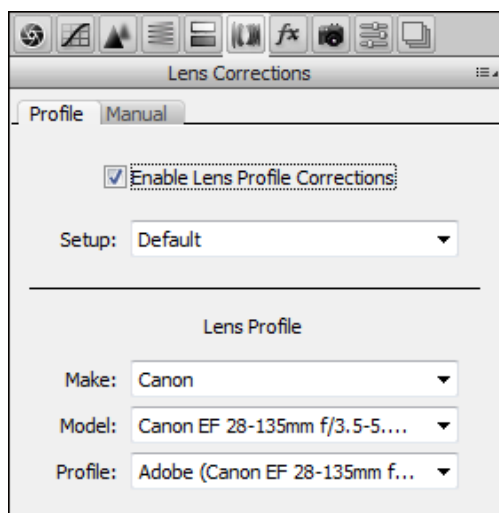 fx
Lens Corrections
Profile Manual
Enable Lens Profile Corrections
Setup: Default
Lens Profile
Make: Canon
Model: Canon EF 28-135mm f/3.5-5....
Profile: Adobe (Canon EF 28-135mm f...